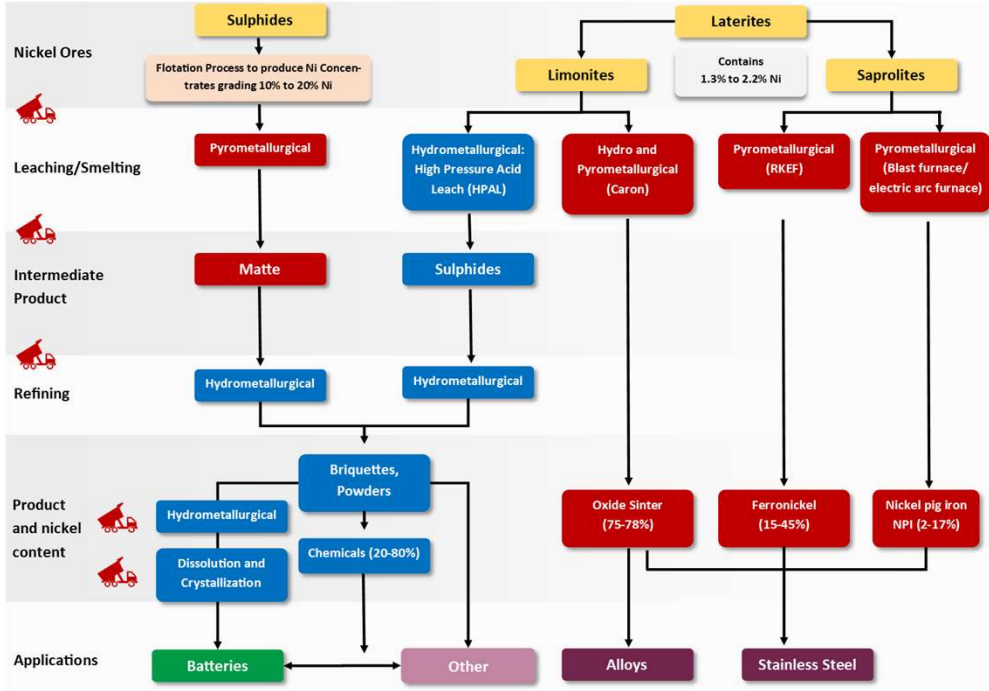 Nickel Ores
Sulphides
Flotation Process to produce Ni Concen-
trates grading 10% to 20% Ni
Laterites
Contains
1.3% to 2.2% Ni
Limonites
Saprolites
Leaching/Smelting
Pyrometallurgical
Hydrometallurgical:
High Pressure Acid
Leach (HPAL)
Hydro and
Pyrometallurgical
(Caron)
Pyrometallurgical
(RKEF)
Pyrometallurgical
(Blast furnace/
electric arc furnace)
Intermediate
Product
Matte
Sulphides
Refining
Hydrometallurgical
Hydrometallurgical
Product
and nickel
content
Briquettes,
Powders
Hydrometallurgical
Dissolution and
Crystallization
Chemicals (20-80%)
Oxide Sinter
(75-78%)
Ferronickel
(15-45%)
Nickel pig iron
NPI (2-17%)
Applications
Batteries
Other
Alloys
Stainless Steel